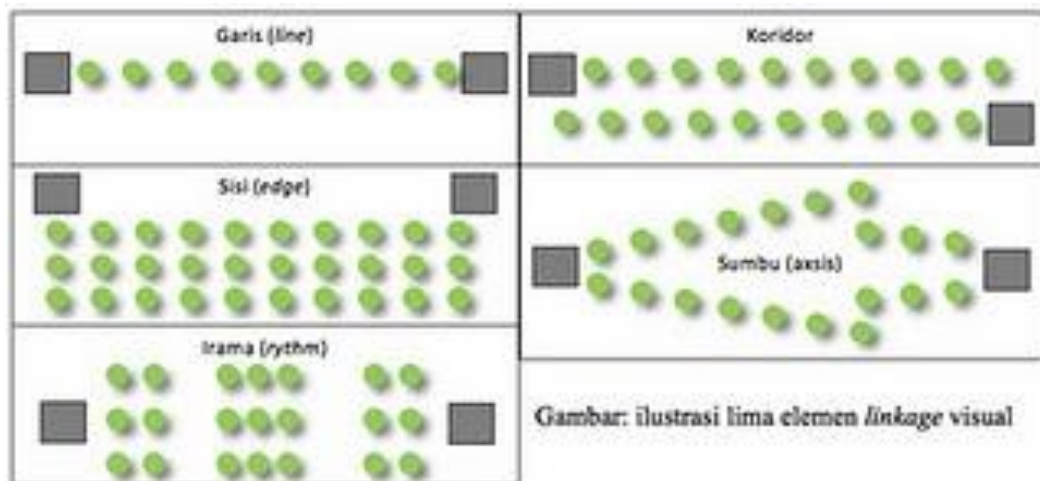 Garis (line)
Koridor
Sisi (edge)
Sumbu (axsis)
Irama (rythm)
Gambar: ilustrasi lima elemen linkage visual